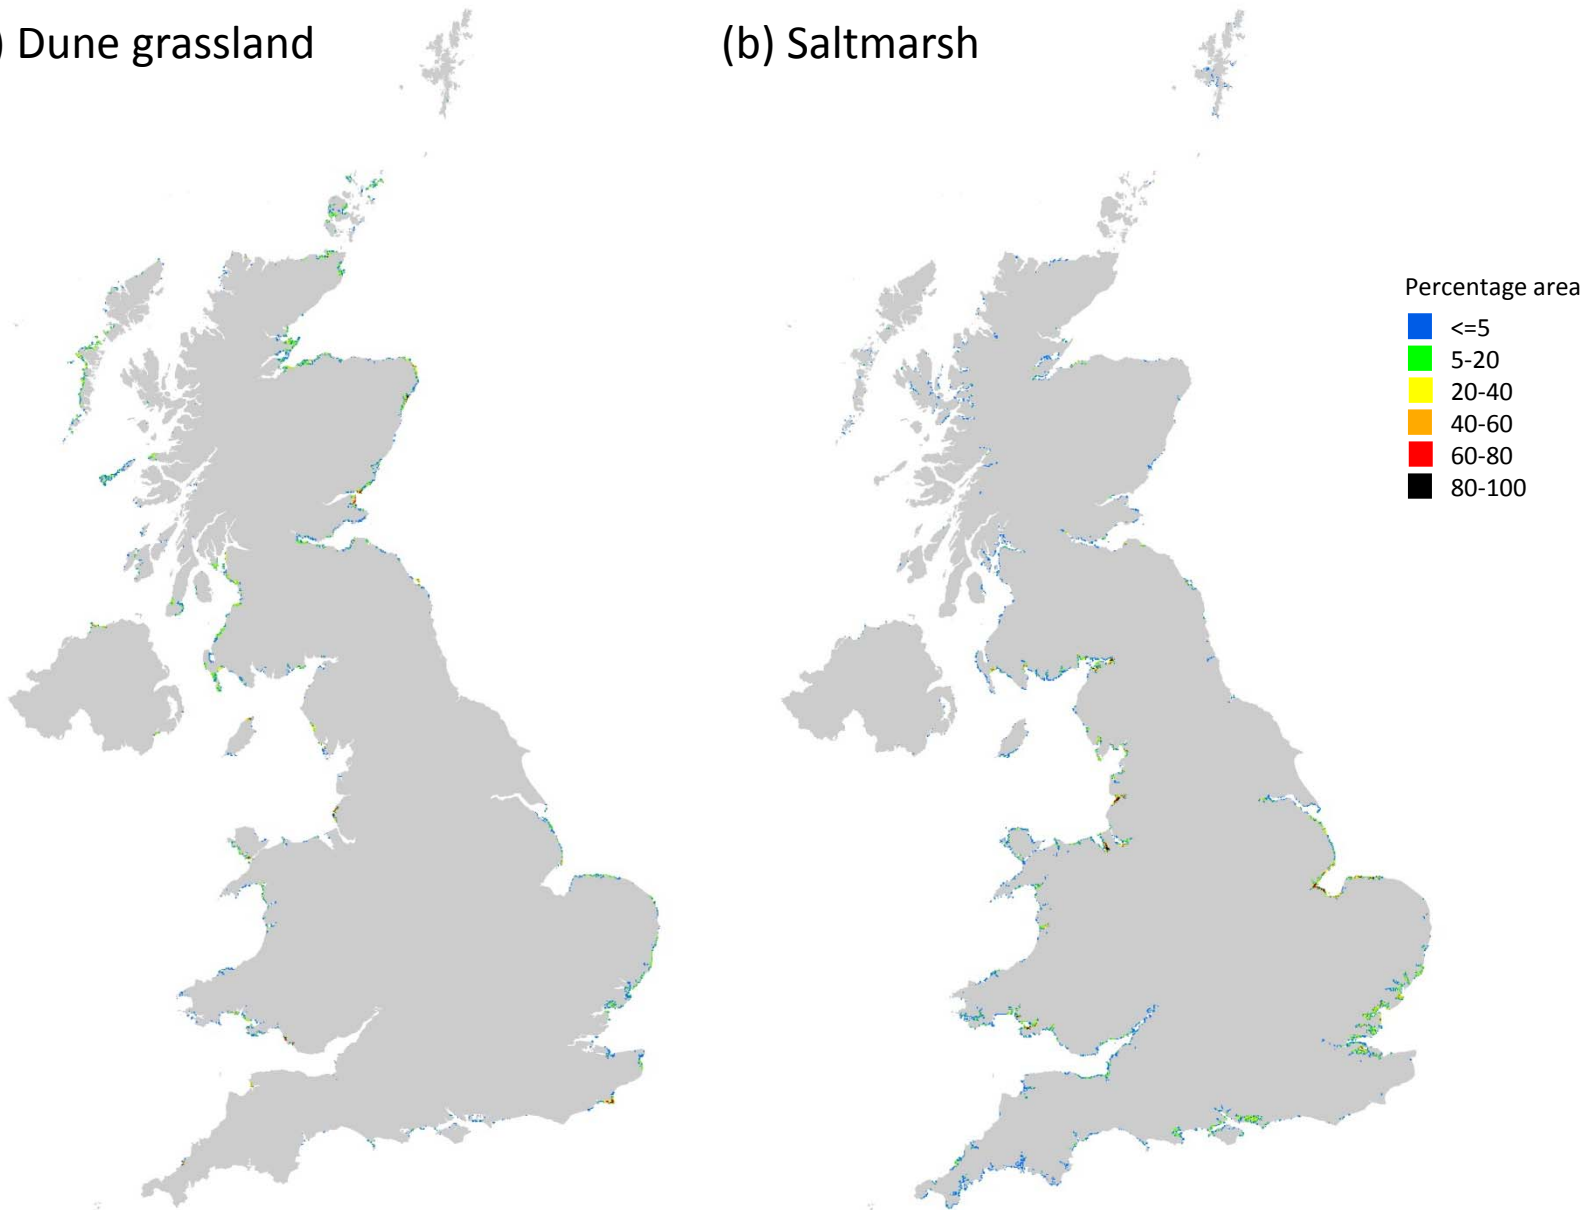 ) Dune grassland
(b) Saltmarsh
Percentage area
<=5
5-20
20-40
40-60
60-80
80-100